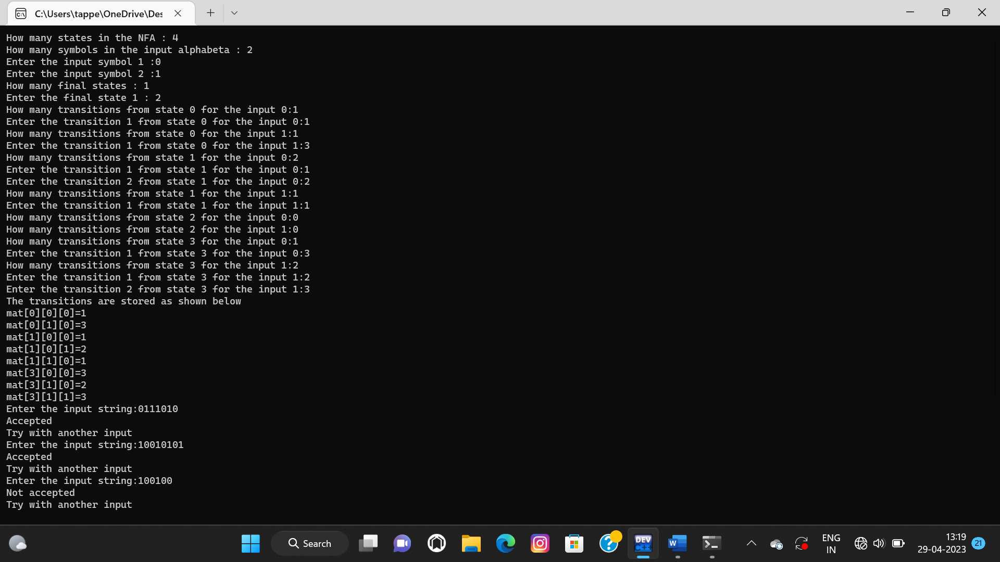 C:\Users\tappe\OneDrive\Des
How many states in the NFA : 4
How many symbols in the input alphabeta : 2
Enter the input symbol 1 :0
Enter the input symbol 2 :1
How many final states : 1
Enter the final state 1 : 2
How many transitions from state 0 for the input 0:1
Enter the transition 1 from state 0 for the input 0:1
How many transitions from state 0 for the input 1:1
Enter the transition 1 from state 0 for the input 1:3
How many transitions from state 1 for the input 0:2
Enter the transition 1 from state 1 for the input 0:1
Enter the transition 2 from state 1 for the input 0:2
How many transitions from state 1 for the input 1:1
Enter the transition 1 from state 1 for the input 1:1
How many transitions from state 2 for the input 0:0
How many transitions from state 2 for the input 1:0
How many transitions from state 3 for the input 0:1
Enter the transition 1 from state 3 for the input 0:3
How many transitions from state 3 for the input 1:2
Enter the transition 1 from state 3 for the input 1:2
Enter the transition 2 from state 3 for the input 1:3
The transitions are stored as shown below
mat[0][0][0]=1
mat[0][1][0]=3
mat[1][0][0]=1
mat[1][0][1]=2
mat[1][1][0]=1
mat[3][0][0]=3
mat[3][1][0]=2
mat[3][1][1]=3
Enter the input string:0111010
Accepted
Try with another input
Enter the input string:10010101
Accepted
Try with another input
Enter the input string:100100
Not accepted
Try with another input
Search
DEV
C++
W
ENG
IN
13:19
29-04-2023
21